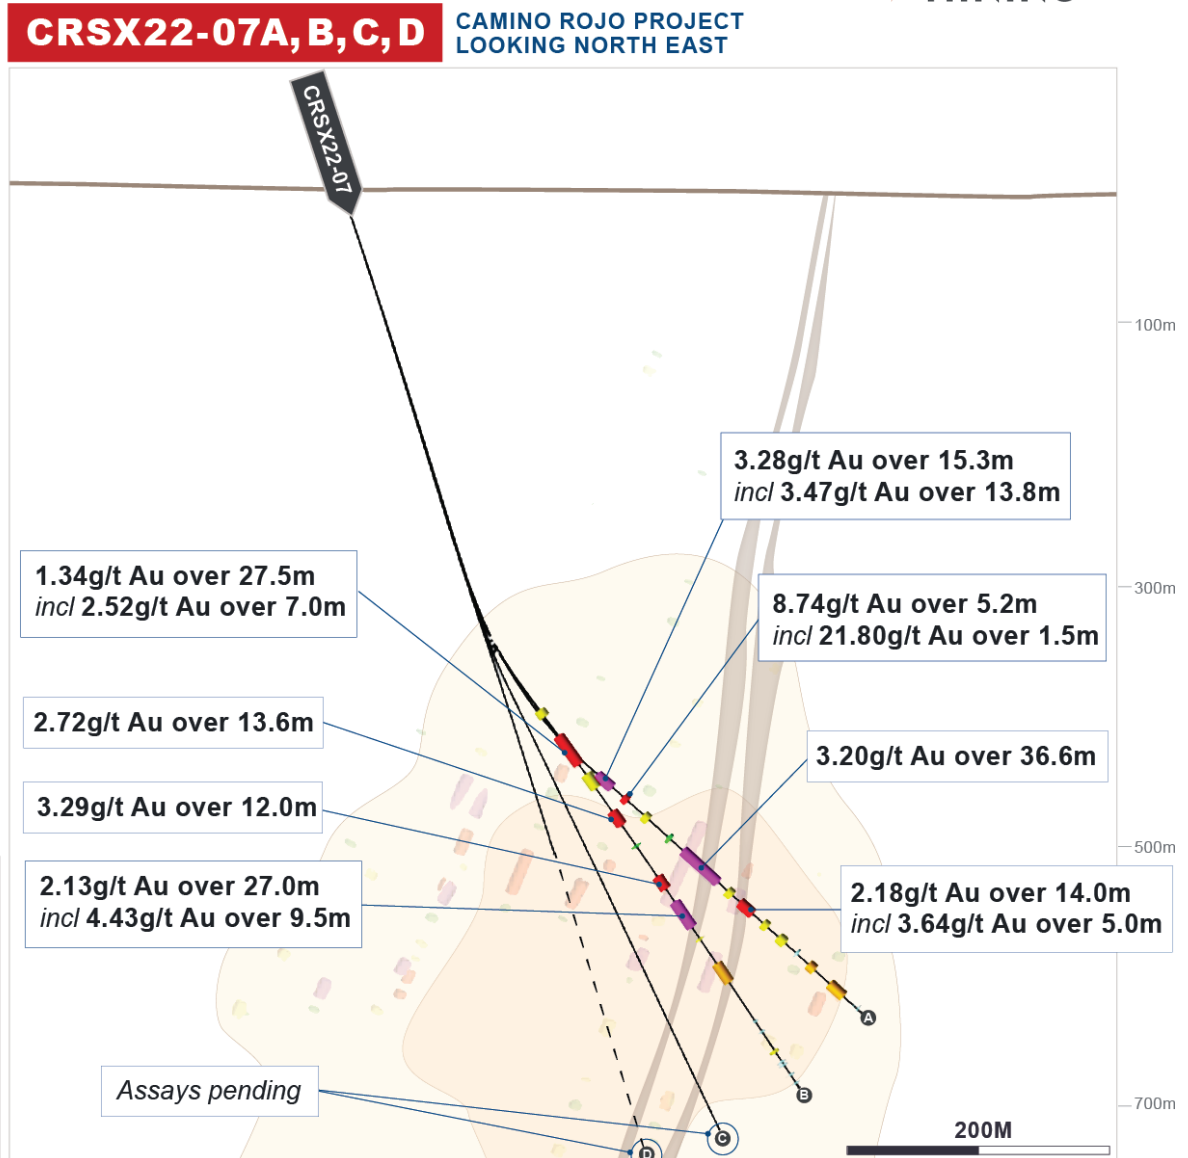 CRSX22-07A, B, C, D
CAMINO ROJO PROJECT
LOOKING NORTH EAST
CRSX22-07
100m
3.28g/t Au over 15.3m
incl 3.47g/t Au over 13.8m
1.34g/t Au over 27.5m
incl 2.52g/t Au over 7.0m
300m
8.74g/t Au over 5.2m
incl 21.80g/t Au over 1.5m
2.72g/t Au over 13.6m
3.20g/t Au over 36.6m
3.29g/t Au over 12.0m
500m
2.13g/t Au over 27.0m
incl 4.43g/t Au over 9.5m
2.18g/t Au over 14.0m
incl 3.64g/t Au over 5.0m
A
B
Assays pending
700m
C
D
200M